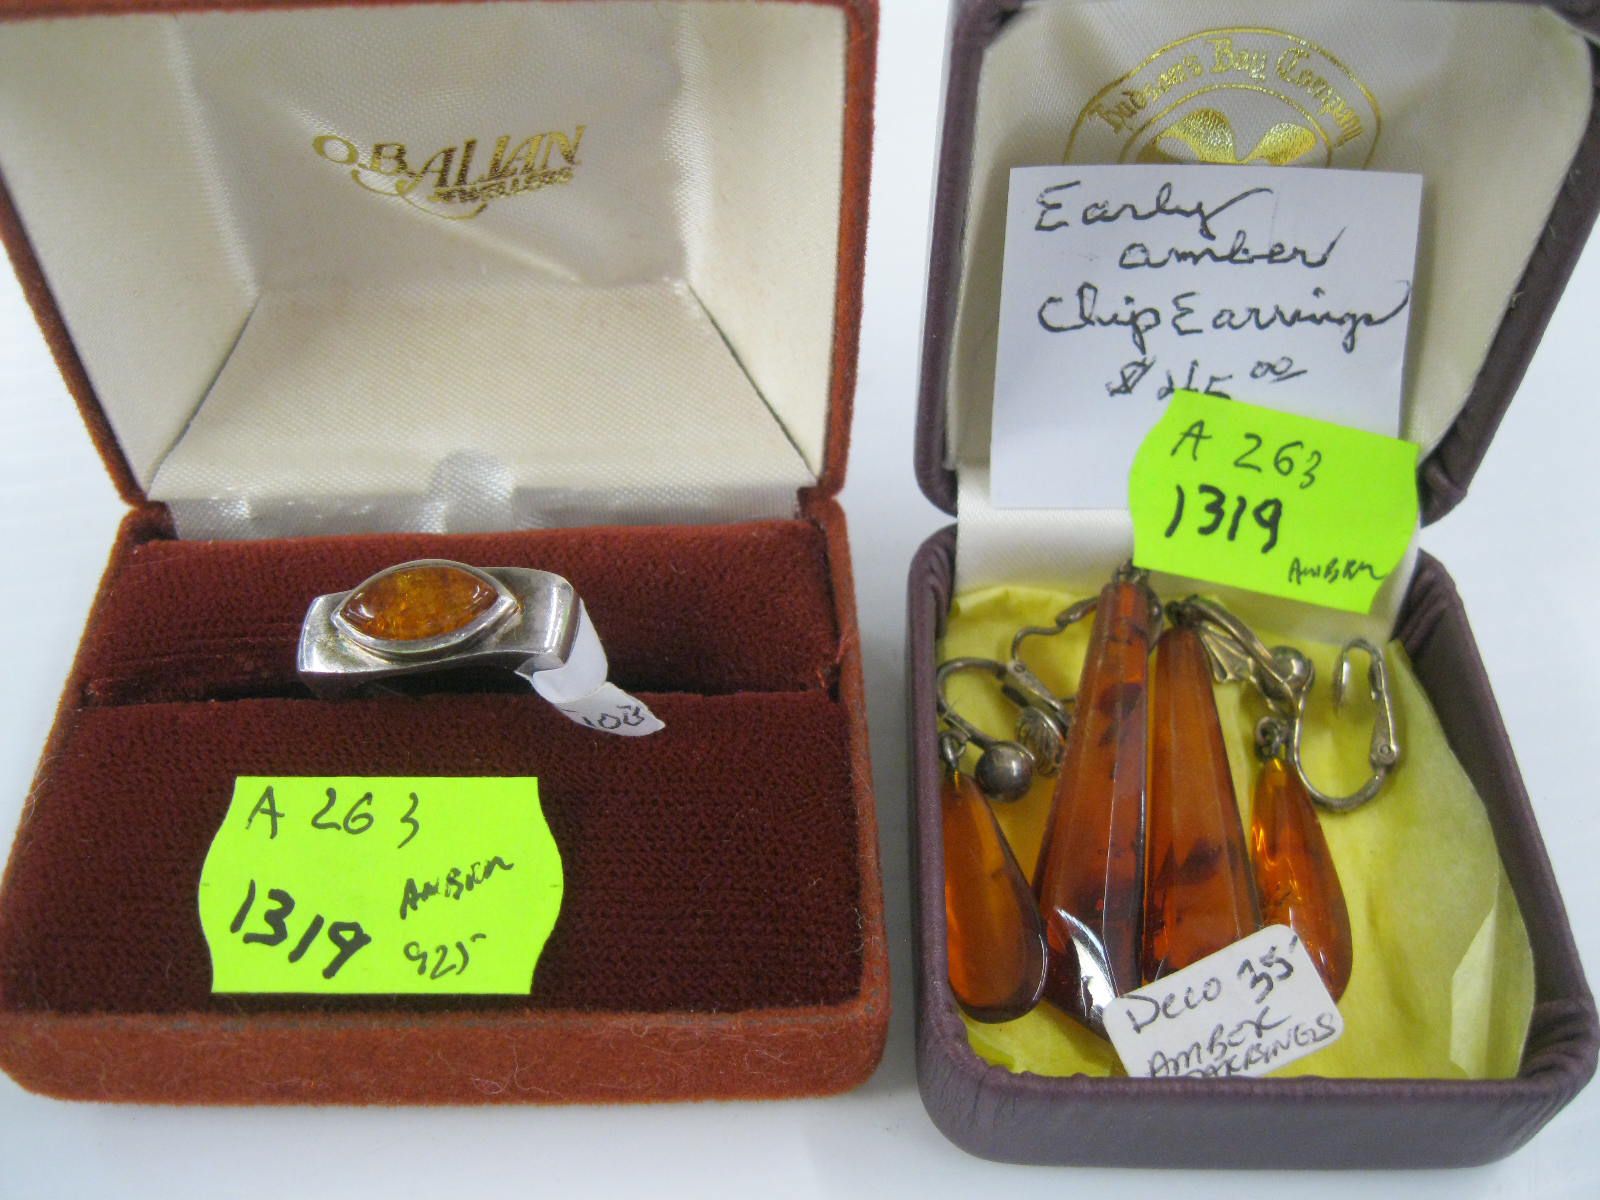 O.BALIAN
JEWELLERS
A 263
1319
AMBER
925
Hudson's Bay Company
Early
amber
Clip Earrings
A 263
1319
AMBER
Deco 35
AMBER
EARRINGS